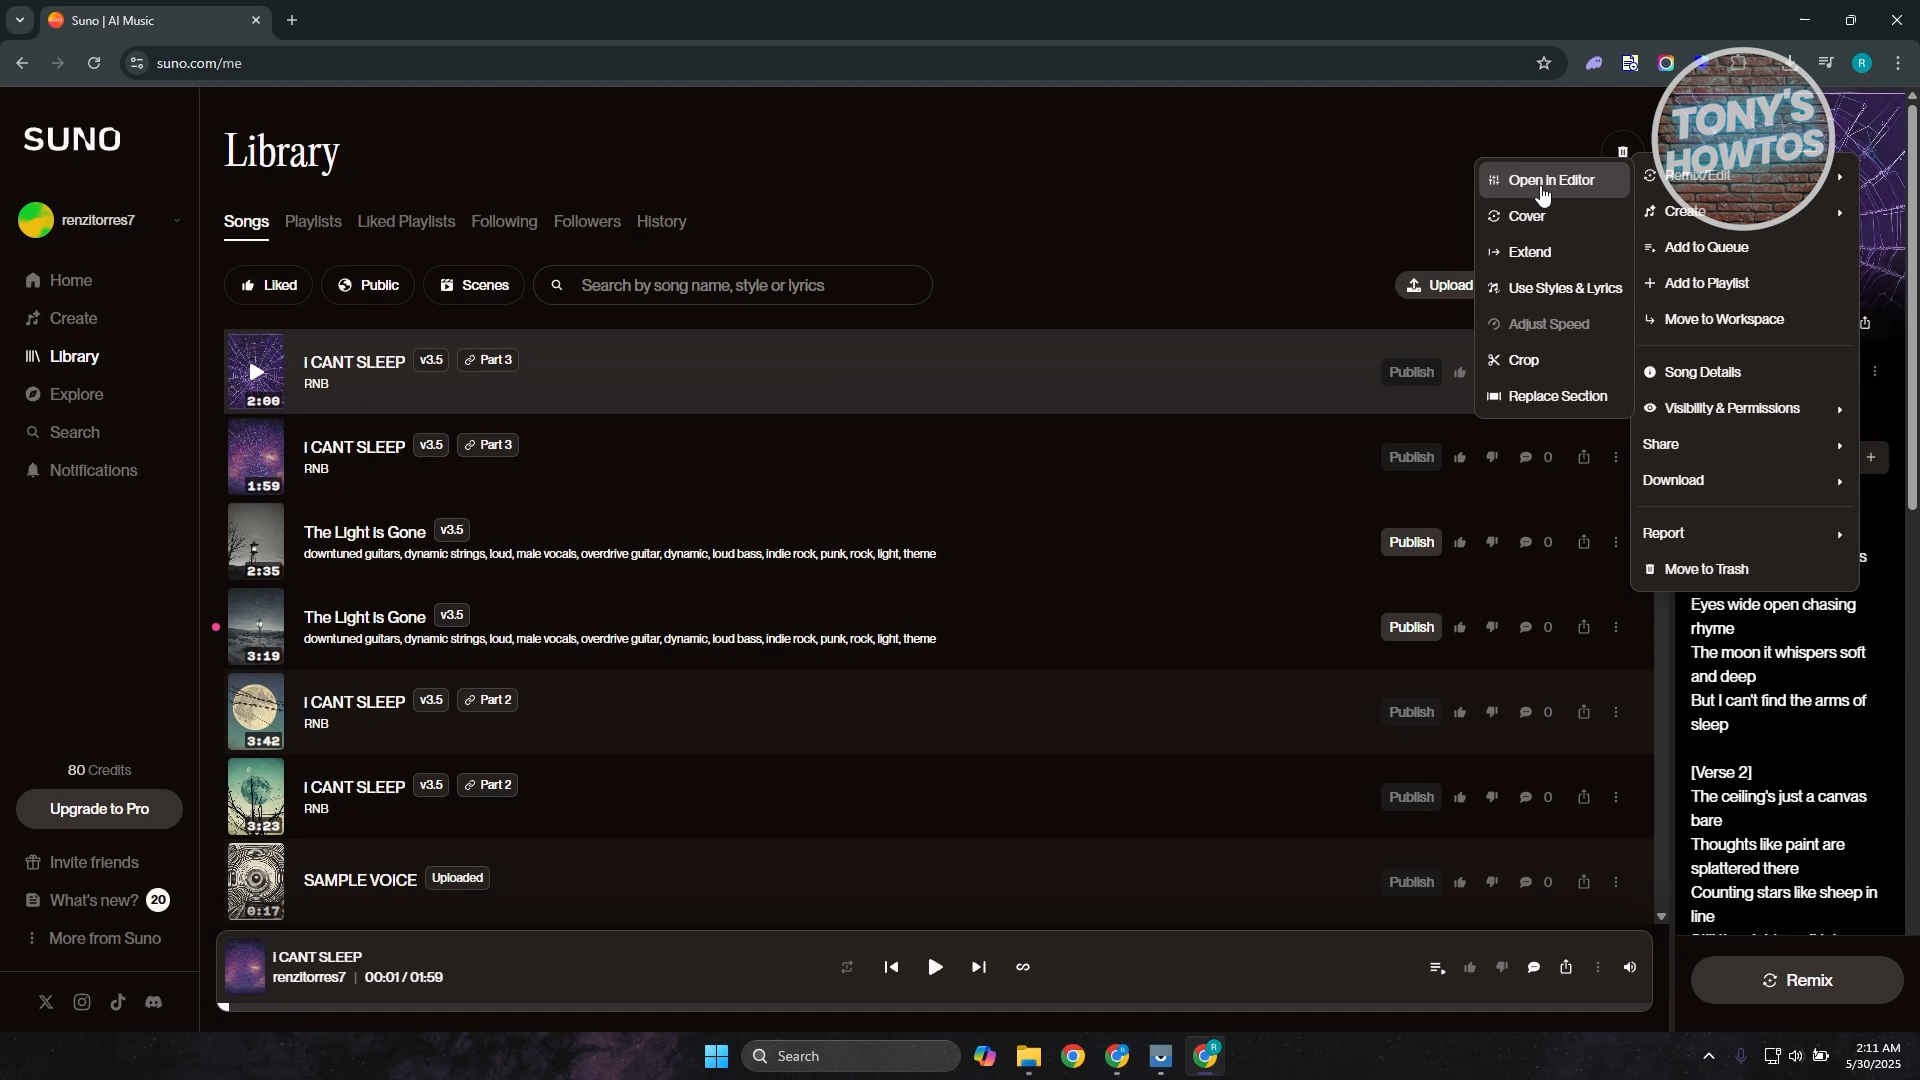 Suno | AI Music
suno.com/me
R
TONY'S
HOWTOS
SUNO
renzitorres7
Home
Create
Library
Explore
Search
Notifications
80 Credits
Upgrade to Pro
Invite friends
What's new? 20
More from Suno
Library
Songs Playlists Liked Playlists Following Followers History
Liked Public Scenes Search by song name, style or lyrics Upload
Open in Editor
Cover
Extend
Use Styles & Lyrics
Adjust Speed
Crop
Replace Section
Remix/Edit
Create
Add to Queue
Add to Playlist
Move to Workspace
Song Details
Visibility & Permissions
Share
Download
Report
Move to Trash
2:00
i CANT SLEEP v3.5 Part 3
RNB
Publish
1:59
i CANT SLEEP v3.5 Part 3
RNB
Publish 0
2:35
The Light is Gone v3.5
downtuned guitars, dynamic strings, loud, male vocals, overdrive guitar, dynamic, loud bass, indie rock, punk, rock, light, theme
Publish 0
3:19
The Light is Gone v3.5
downtuned guitars, dynamic strings, loud, male vocals, overdrive guitar, dynamic, loud bass, indie rock, punk, rock, light, theme
Publish 0
3:42
i CANT SLEEP v3.5 Part 2
RNB
Publish 0
3:23
i CANT SLEEP v3.5 Part 2
RNB
Publish 0
0:17
SAMPLE VOICE Uploaded
Publish 0
s
Eyes wide open chasing
rhyme
The moon it whispers soft
and deep
But I can't find the arms of
sleep
[Verse 2]
The ceiling's just a canvas
bare
Thoughts like paint are
splattered there
Counting stars like sheep in
line
Remix
i CANT SLEEP
renzitorres7 | 00:01 / 01:59
Search
R
2:11 AM
5/30/2025